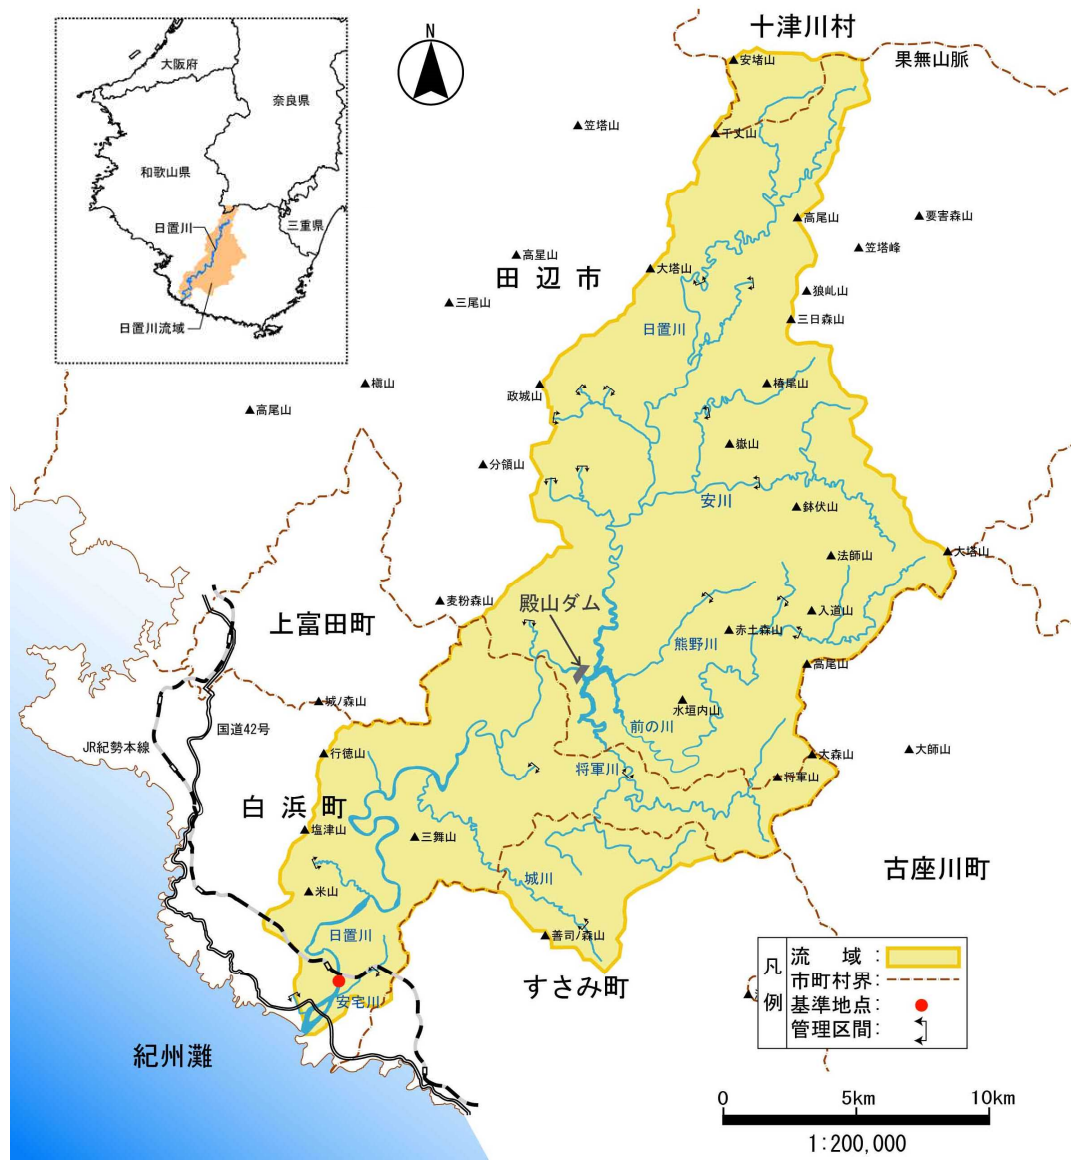 十津川村
果無山脈
安堵山
大阪府
奈良県
N
笠塔山
千丈山
和歌山県
日置川
三重県
高尾山
要害森山
笠塔峰
高星山
田辺市
大塔山
三尾山
狼乢山
三日森山
日置川
日置川流域
槇山
高尾山
政城山
椿尾山
嶽山
分領山
安川
鉢伏山
法師山
大塔山
麦粉森山
殿山ダム
上富田町
入道山
赤土森山
熊野川
高尾山
城ノ森山
水垣内山
前の川
国道42号
JR紀勢本線
行徳山
将軍川
大森山
大師山
将軍山
白浜町
塩津山
三舞山
古座川町
城川
米山
日置川
善司ノ森山
すさみ町
安宅川
紀州灘
凡例
流域：
市町村界：
基準地点：
管理区間：
0 5km 10km
1:200,000